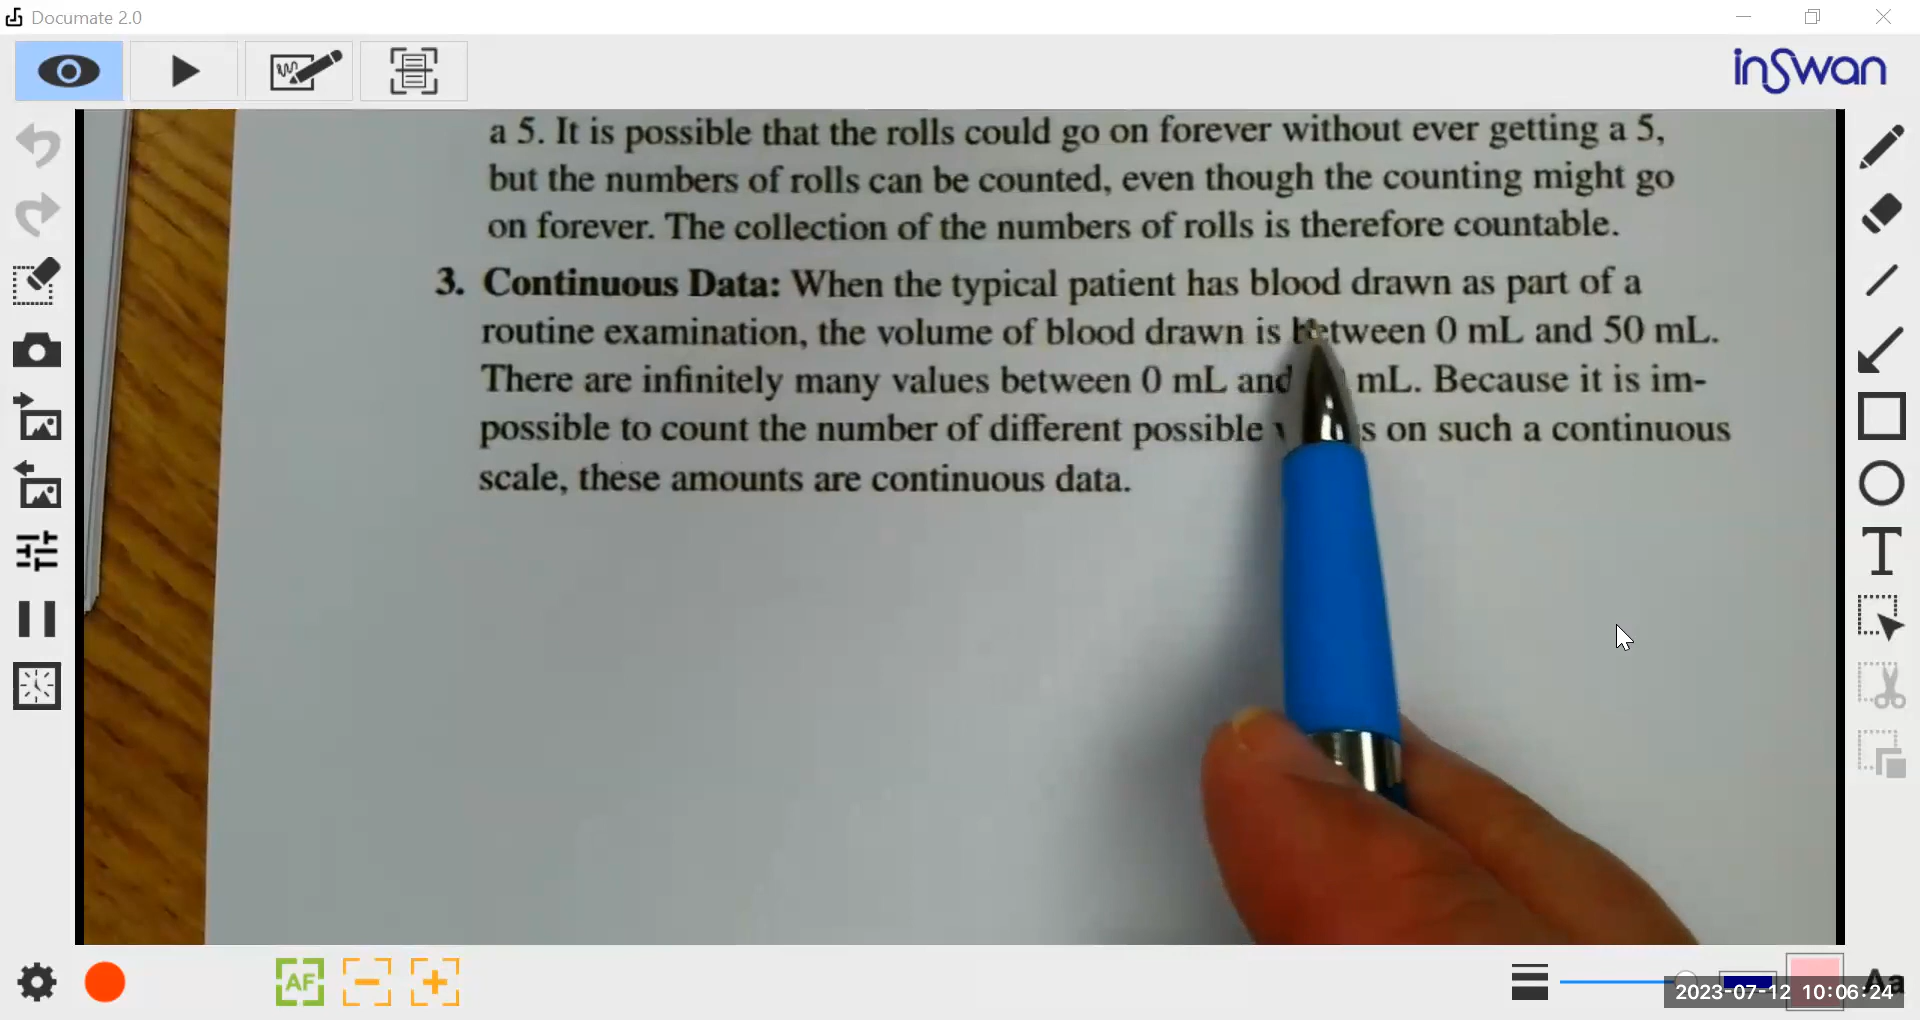 Documate 2.0
inSwan
a 5. It is possible that the rolls could go on forever without ever getting a 5,
but the numbers of rolls can be counted, even though the counting might go
on forever. The collection of the numbers of rolls is therefore countable.
3. Continuous Data: When the typical patient has blood drawn as part of a
routine examination, the volume of blood drawn is between 0 mL and 50 mL.
There are infinitely many values between 0 mL and mL. Because it is im-
possible to count the number of different possible on such a continuous
scale, these amounts are continuous data.
T
AF
Aa
2023-07-12 10:06:24